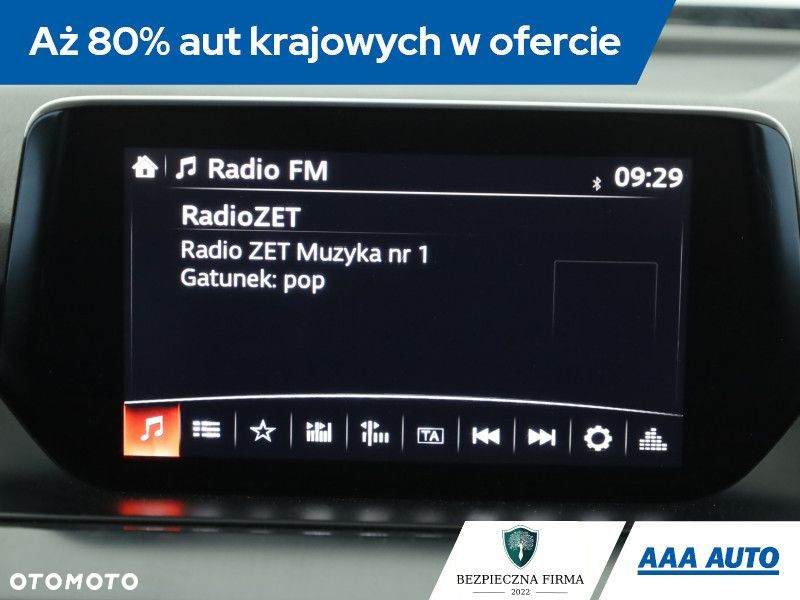 Aż 80% aut krajowych w ofercie
Radio FM
09:29
RadioZET
Radio ZET Muzyka nr 1
Gatunek: pop
TA
BEZPIECZNA FIRMA
2022
AAA AUTO
OTOMOTO